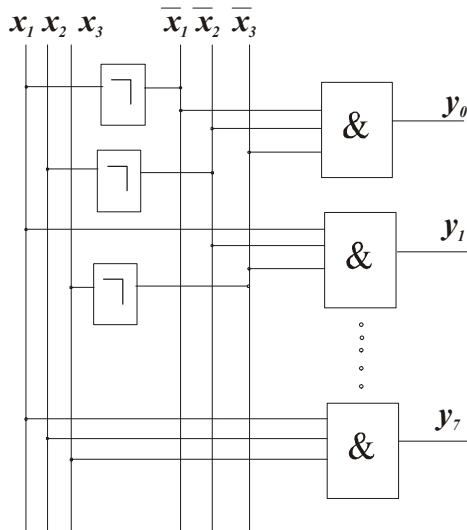 x₁ x₂ x₃ x̅₁ x̅₂ x̅₃
¬
& y₀
¬
& y₁
¬
& y₇